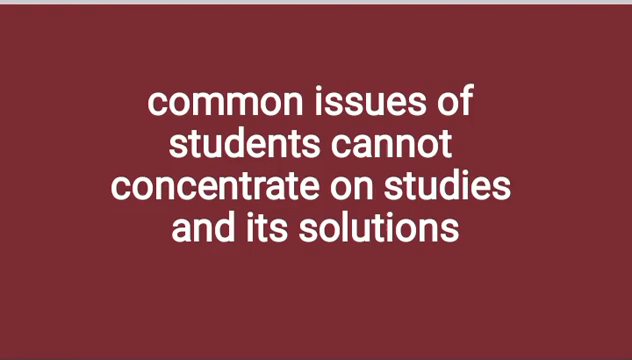 common issues of
students cannot
concentrate on studies
and its solutions